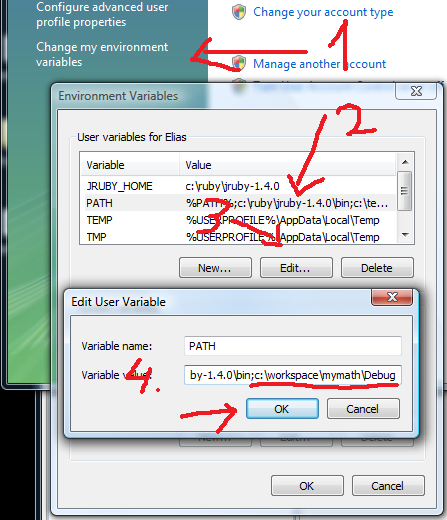 Configure advanced user
profile properties
Change my environment
variables
Change your account type
Manage another account
1
Environment Variables
2
User variables for Elias
Variable Value
JRUBY_HOME c:\ruby\jruby-1.4.0
PATH %PATH%;c:\ruby\jruby-1.4.0\bin;c:\te...
TEMP %USERPROFILE%\AppData\Local\Temp
TMP %USERPROFILE%\AppData\Local\Temp
3
New... Edit... Delete
Edit User Variable
Variable name: PATH
Variable value: by-1.4.0\bin;c:\workspace\mymath\Debug
4.
OK Cancel
OK Cancel